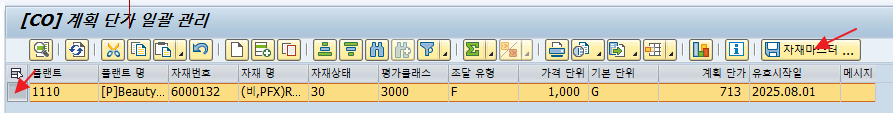 [CO] 계획 단가 일괄 관리
자재마스터 ...
플랜트 플랜트 명 자재번호 자재 명 자재상태 평가클래스 조달 유형 가격 단위 기본 단위 계획 단가 유효시작일 메시지
1110 [P]Beauty... 6000132 (비,PFX)R... 30 3000 F 1,000 G 713 2025.08.01